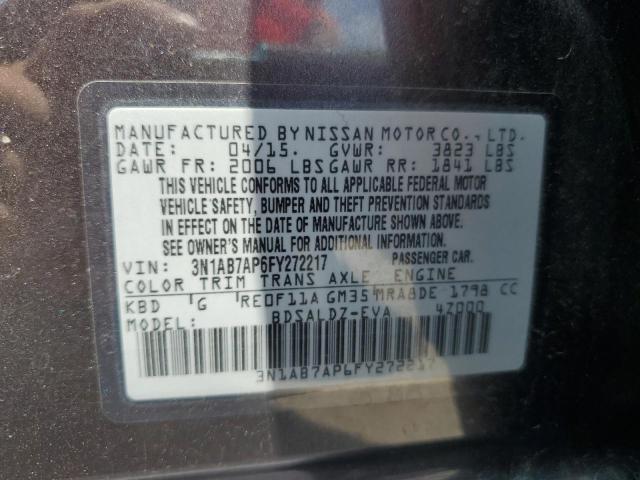 MANUFACTURED BY NISSAN MOTOR CO., LTD.
DATE: 04/15. GVWR: 3823 LBS
GAWR FR: 2006 LBS GAWR RR: 1841 LBS
THIS VEHICLE CONFORMS TO ALL APPLICABLE FEDERAL MOTOR
VEHICLE SAFETY, BUMPER AND THEFT PREVENTION STANDARDS
IN EFFECT ON THE DATE OF MANUFACTURE SHOWN ABOVE.
SEE OWNER'S MANUAL FOR ADDITIONAL INFORMATION.
VIN: 3N1AB7AP6FY272217 PASSENGER CAR.
COLOR TRIM TRANS AXLE ENGINE
KBD G RE0F11A GM35 MRA8DE 1798 CC
MODEL: BDSALDZ-EVA 4Z000
3N1AB7AP6FY272217